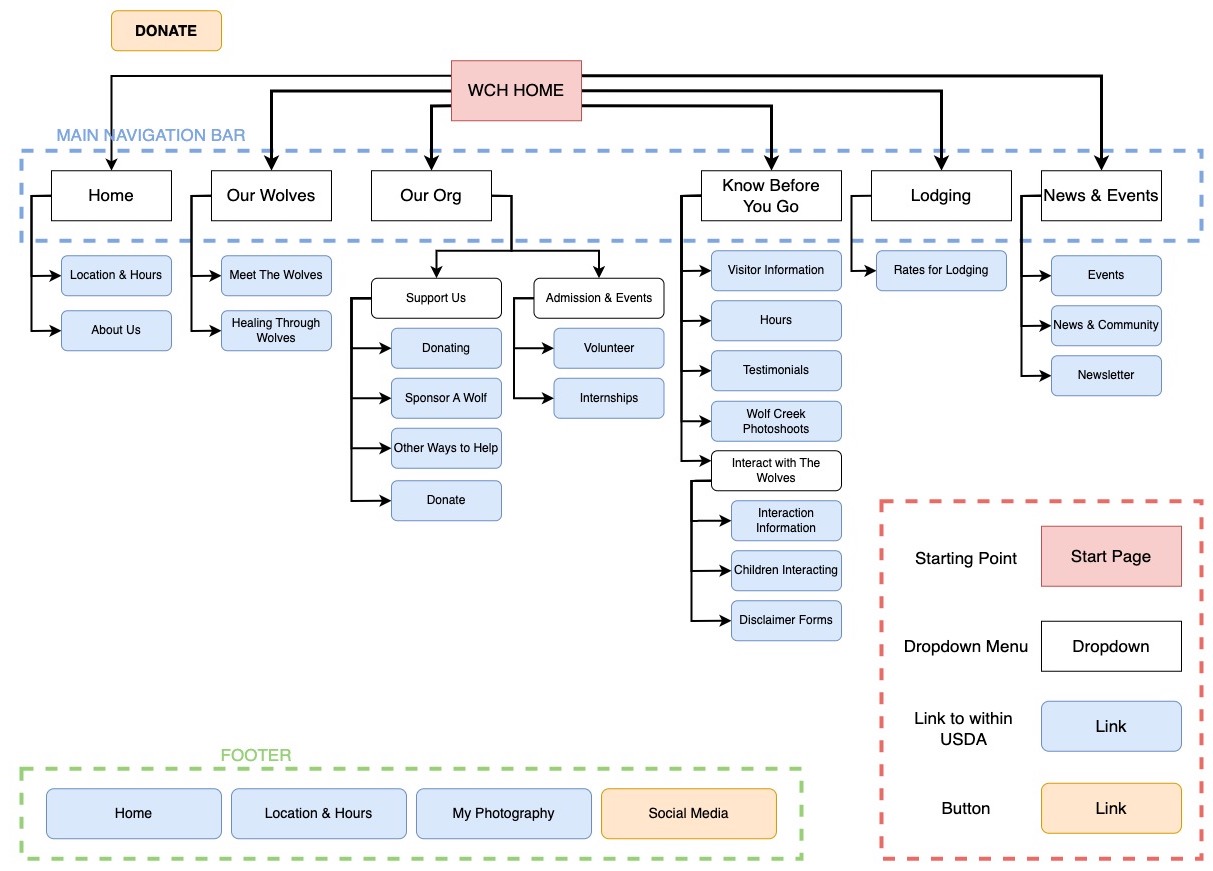 DONATE
WCH HOME
MAIN NAVIGATION BAR
Home
Our Wolves
Our Org
Know Before
You Go
Lodging
News & Events
Location & Hours
About Us
Meet The Wolves
Healing Through
Wolves
Support Us
Donating
Sponsor A Wolf
Other Ways to Help
Donate
Admission & Events
Volunteer
Internships
Visitor Information
Hours
Testimonials
Wolf Creek
Photoshoots
Interact with The
Wolves
Interaction
Information
Children Interacting
Disclaimer Forms
Rates for Lodging
Events
News & Community
Newsletter
Starting Point
Start Page
Dropdown Menu
Dropdown
Link to within
USDA
Link
Button
Link
FOOTER
Home
Location & Hours
My Photography
Social Media